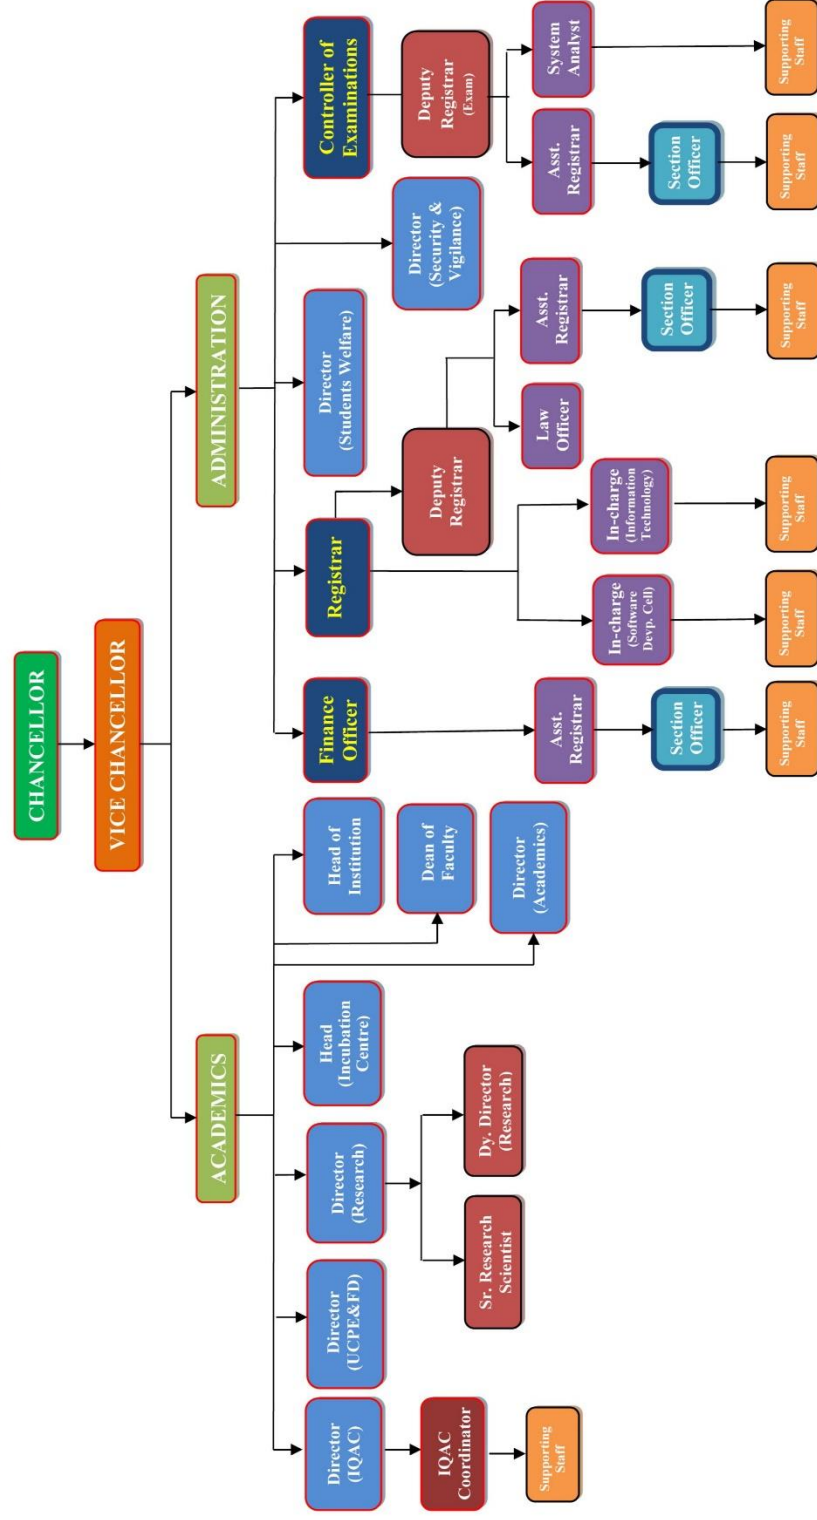 CHANCELLOR
VICE CHANCELLOR
ACADEMICS
ADMINISTRATION
Director
(IQAC)
Director
(UCPE&FD)
Director
(Research)
Head
(Incubation
Centre)
Head of
Institution
Dean of
Faculty
Director
(Academics)
Finance
Officer
Registrar
Director
(Students Welfare)
Director
(Security &
Vigilance)
Controller of
Examinations
IQAC
Coordinator
Supporting
Staff
Sr. Research
Scientist
Dy. Director
(Research)
Deputy
Registrar
Deputy
Registrar
(Exam)
Asst.
Registrar
Law
Officer
Asst.
Registrar
Asst.
Registrar
System
Analyst
In-charge
(Software
Devp. Cell)
In-charge
(Information
Technology)
Section
Officer
Section
Officer
Section
Officer
Supporting
Staff
Supporting
Staff
Supporting
Staff
Supporting
Staff
Supporting
Staff
Supporting
Staff